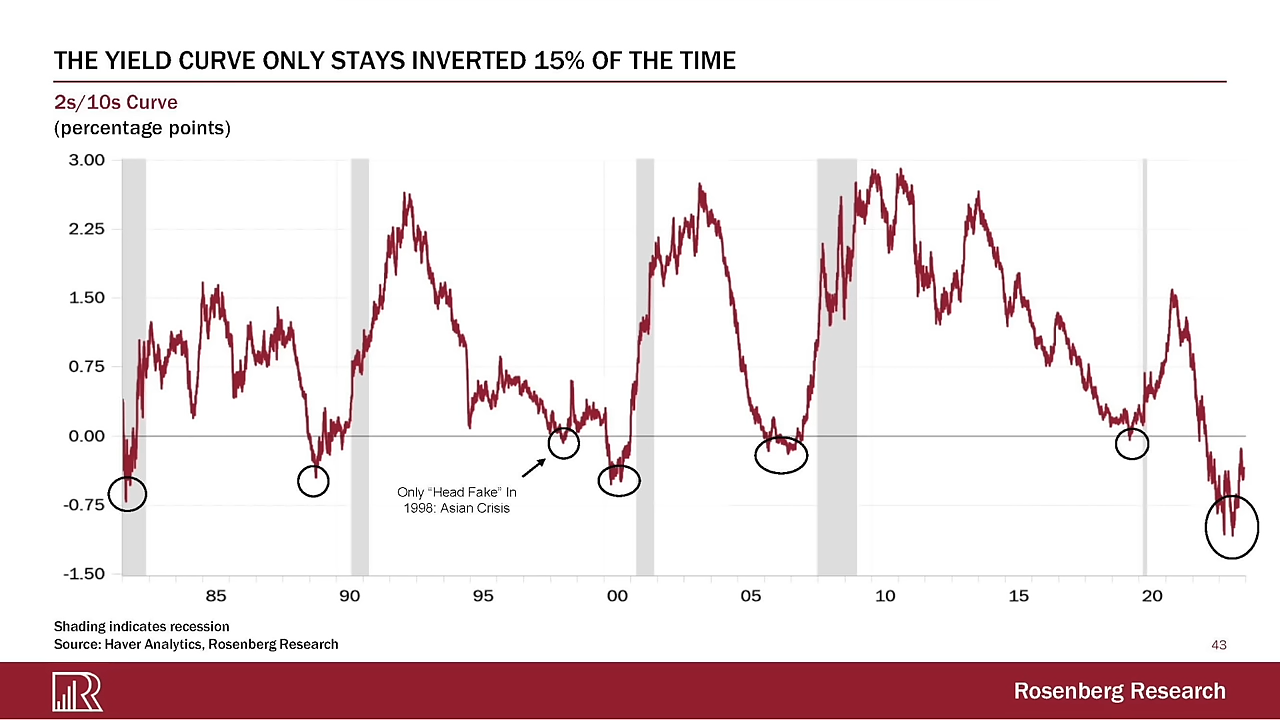 THE YIELD CURVE ONLY STAYS INVERTED 15% OF THE TIME
2s/10s Curve
(percentage points)
3.00
2.25
1.50
0.75
0.00
-0.75
-1.50
Only “Head Fake” In
1998: Asian Crisis
85 90 95 00 05 10 15 20
Shading indicates recession
Source: Haver Analytics, Rosenberg Research
43
R
Rosenberg Research